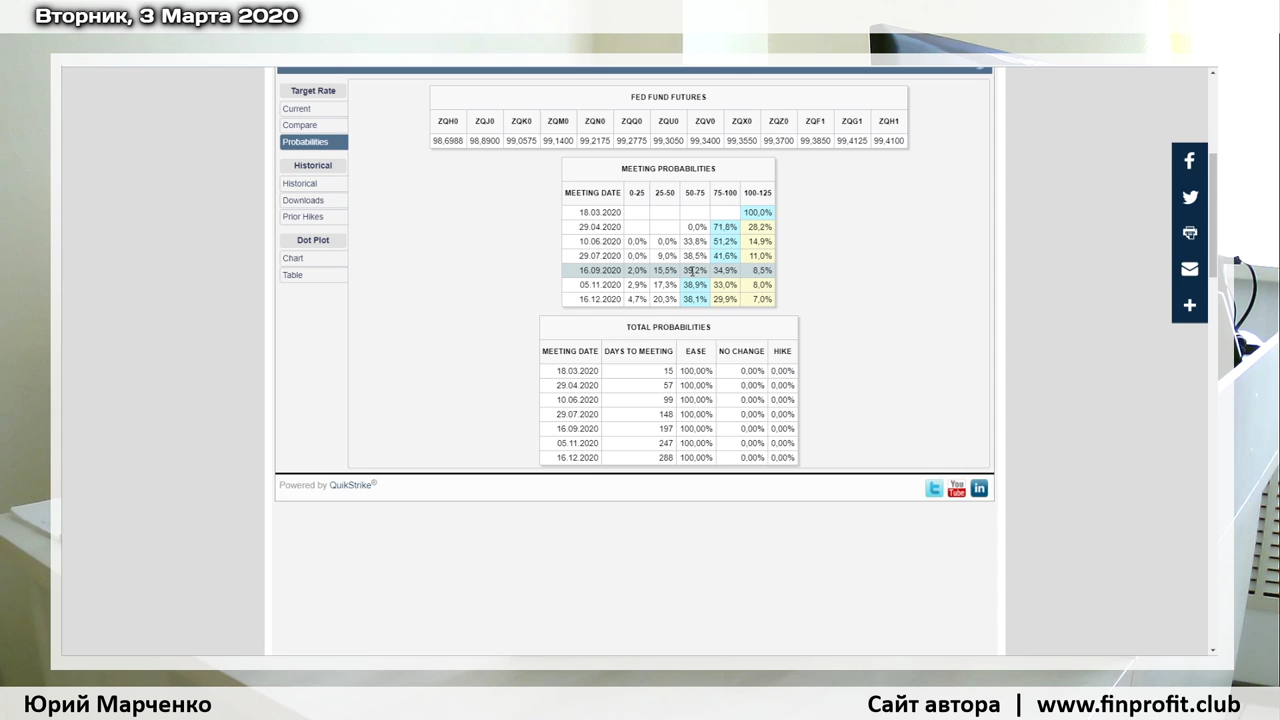 Вторник, 3 Марта 2020
Target Rate
Current
Compare
Probabilities
Historical
Historical
Downloads
Prior Hikes
Dot Plot
Chart
Table
FED FUND FUTURES
ZQH0 ZQJ0 ZQK0 ZQM0 ZQN0 ZQQ0 ZQU0 ZQV0 ZQX0 ZQZ0 ZQF1 ZQG1 ZQH1
98,6988 98,8900 99,0575 99,1400 99,2175 99,2775 99,3050 99,3400 99,3550 99,3700 99,3850 99,4125 99,4100
MEETING PROBABILITIES
MEETING DATE 0-25 25-50 50-75 75-100 100-125
18.03.2020 100,0%
29.04.2020 0,0% 71,8% 28,2%
10.06.2020 0,0% 0,0% 33,8% 51,2% 14,9%
29.07.2020 0,0% 9,0% 38,5% 41,6% 11,0%
16.09.2020 2,0% 15,5% 39,2% 34,9% 8,5%
05.11.2020 2,9% 17,3% 38,9% 33,0% 8,0%
16.12.2020 4,7% 20,3% 38,1% 29,9% 7,0%
TOTAL PROBABILITIES
MEETING DATE DAYS TO MEETING EASE NO CHANGE HIKE
18.03.2020 15 100,00% 0,00% 0,00%
29.04.2020 57 100,00% 0,00% 0,00%
10.06.2020 99 100,00% 0,00% 0,00%
29.07.2020 148 100,00% 0,00% 0,00%
16.09.2020 197 100,00% 0,00% 0,00%
05.11.2020 247 100,00% 0,00% 0,00%
16.12.2020 288 100,00% 0,00% 0,00%
Powered by QuikStrike®
You Tube
in
Юрий Марченко
Сайт автора | www.finprofit.club